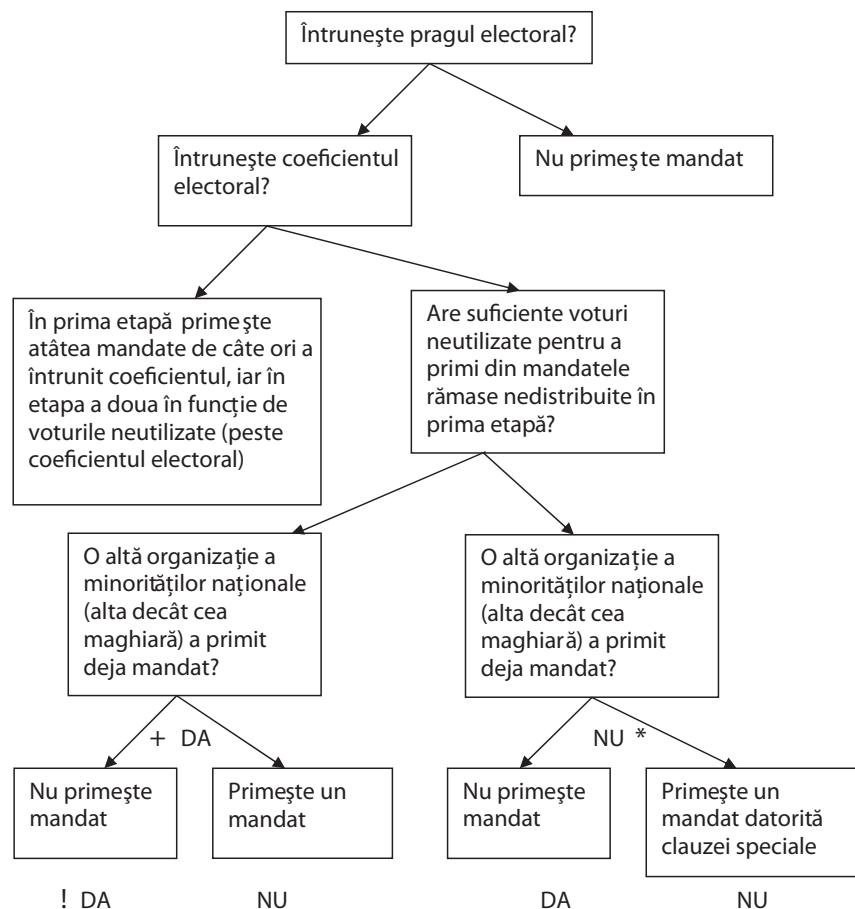 Întruneşte pragul electoral?
Întruneşte coeficientul
electoral?
Nu primeşte mandat
În prima etapă primeşte
atâtea mandate de câte ori a
întrunit coeficientul, iar în
etapa a doua în funcţie de
voturile neutilizate (peste
coeficientul electoral)
Are suficiente voturi
neutilizate pentru a
primi din mandatele
rămase nedistribuite în
prima etapă?
O altă organizaţie a
minorităţilor naţionale
(alta decât cea
maghiară) a primit
deja mandat?
O altă organizaţie a
minorităţilor naţionale
(alta decât cea
maghiară) a primit
deja mandat?
+ DA
NU *
Nu primeşte
mandat
Primeşte un
mandat
Nu primeşte
mandat
Primeşte un
mandat datorită
clauzei speciale
! DA
NU
DA
NU